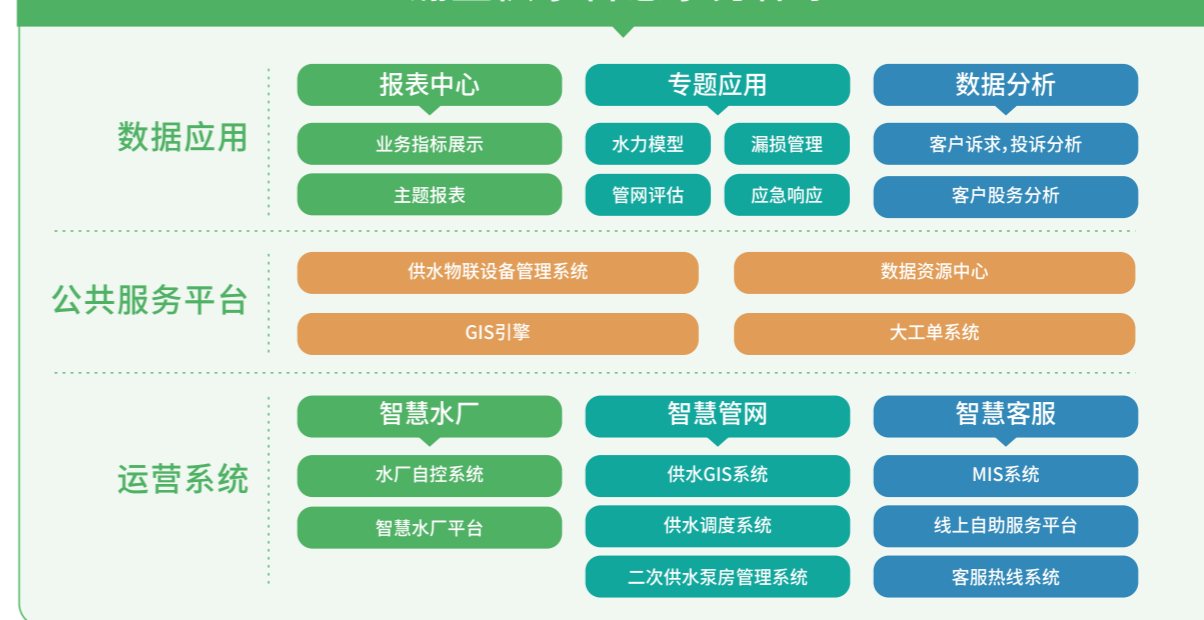 数据应用
报表中心
业务指标展示
主题报表
专题应用
水力模型
漏损管理
管网评估
应急响应
数据分析
客户诉求,投诉分析
客户股务分析
公共服务平台
供水物联设备管理系统
数据资源中心
GIS引擎
大工单系统
运营系统
智慧水厂
水厂自控系统
智慧水厂平台
智慧管网
供水GIS系统
供水调度系统
二次供水泵房管理系统
智慧客服
MIS系统
线上自助服务平台
客服热线系统